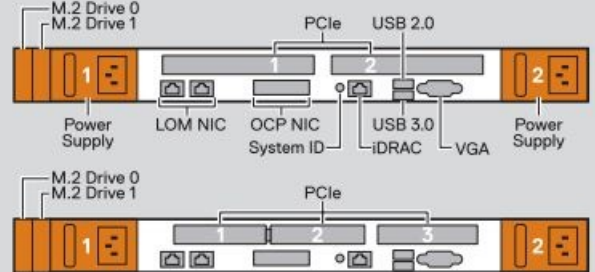 M.2 Drive 0
M.2 Drive 1
PCIe
USB 2.0
1
1
2
2
Power Supply
LOM NIC
OCP NIC
System ID
USB 3.0
iDRAC
VGA
Power Supply
M.2 Drive 0
M.2 Drive 1
PCIe
1
1
2
3
2